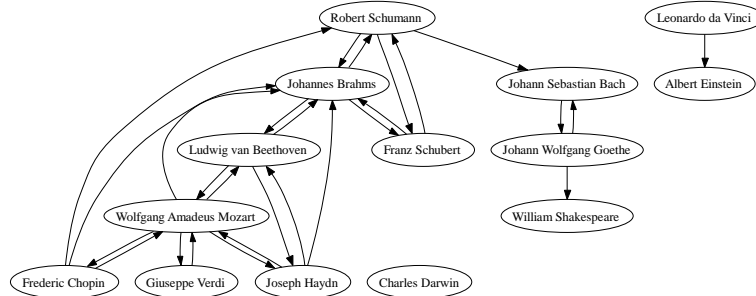 Robert Schumann
Leonardo da Vinci
Johannes Brahms
Johann Sebastian Bach
Albert Einstein
Ludwig van Beethoven
Franz Schubert
Johann Wolfgang Goethe
Wolfgang Amadeus Mozart
William Shakespeare
Frederic Chopin
Giuseppe Verdi
Joseph Haydn
Charles Darwin